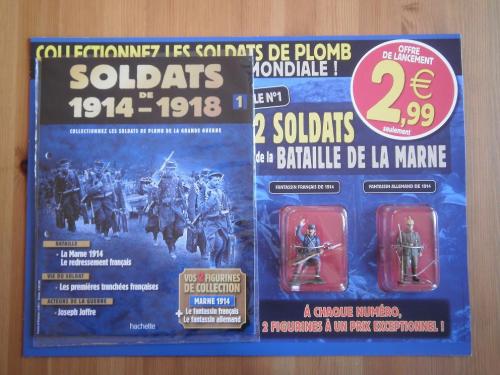 COLLECTIONNEZ LES SOLDATS DE PLOMB
MONDIALE !
OFFRE
DE LANCEMENT
2€
,99
seulement
SOLDATS
DE
1914-1918
1
COLLECTIONNEZ LES SOLDATS DE PLOMB DE LA GRANDE GUERRE
LE N°1
2 SOLDATS
de la BATAILLE DE LA MARNE
FANTASSIN FRANÇAIS DE 1914
FANTASSIN ALLEMAND DE 1914
BATAILLE
- La Marne 1914
Le redressement français
VIE DU SOLDAT
- Les premières tranchées françaises
ACTEURS DE LA GUERRE
- Joseph Joffre
hachette
VOS 2 FIGURINES
DE COLLECTION
MARNE 1914
+ Le fantassin français
Le fantassin allemand
À CHAQUE NUMÉRO,
2 FIGURINES À UN PRIX EXCEPTIONNEL !